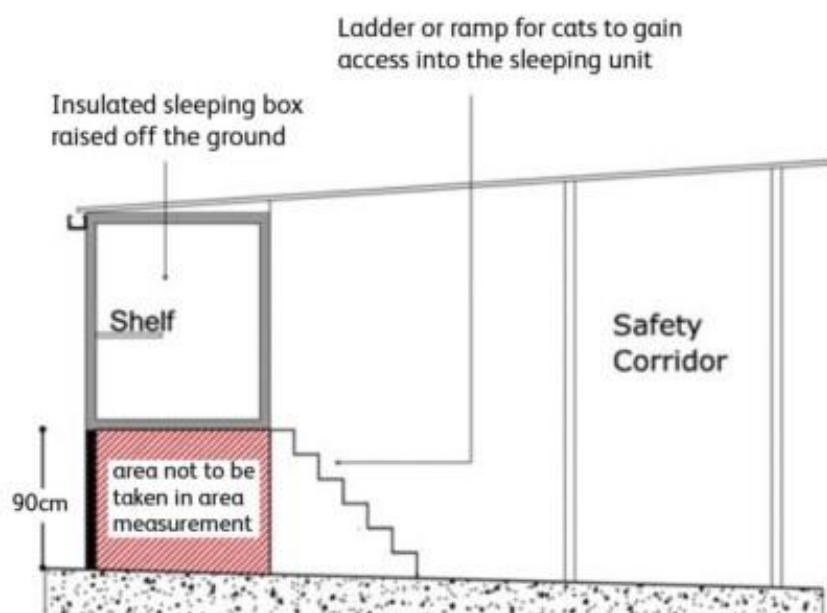 Ladder or ramp for cats to gain
access into the sleeping unit
Insulated sleeping box
raised off the ground
Shelf
Safety
Corridor
area not to be
taken in area
measurement
90cm